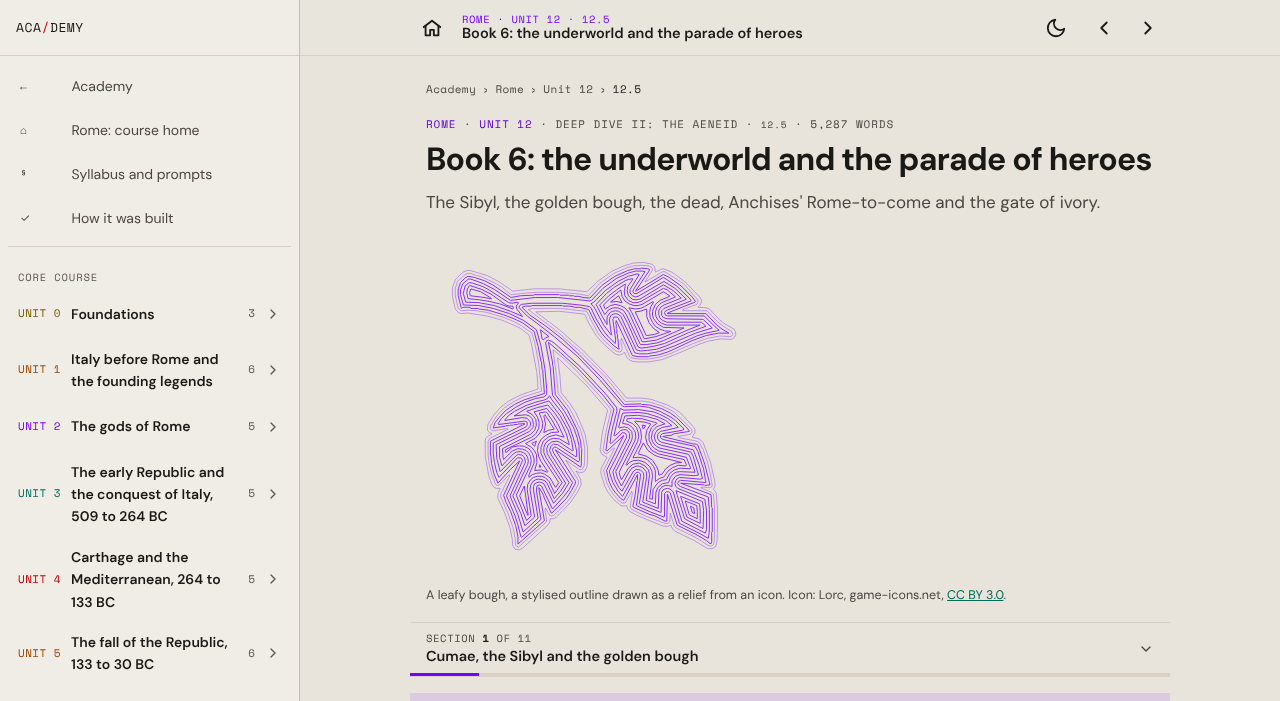 ACA/DEMY
← Academy
⌂ Rome: course home
§ Syllabus and prompts
✓ How it was built
CORE COURSE
UNIT 0 Foundations 3
UNIT 1 Italy before Rome and
the founding legends 6
UNIT 2 The gods of Rome 5
UNIT 3 The early Republic and
the conquest of Italy,
509 to 264 BC 5
UNIT 4 Carthage and the
Mediterranean, 264 to
133 BC 5
UNIT 5 The fall of the Republic,
133 to 30 BC 6
ROME · UNIT 12 · 12.5
Book 6: the underworld and the parade of heroes
Academy › Rome › Unit 12 › 12.5
ROME · UNIT 12 · DEEP DIVE II: THE AENEID · 12.5 · 5,287 WORDS
Book 6: the underworld and the parade of heroes
The Sibyl, the golden bough, the dead, Anchises' Rome-to-come and the gate of ivory.
A leafy bough, a stylised outline drawn as a relief from an icon. Icon: Lorc, game-icons.net, CC BY 3.0.
SECTION 1 OF 11
Cumae, the Sibyl and the golden bough